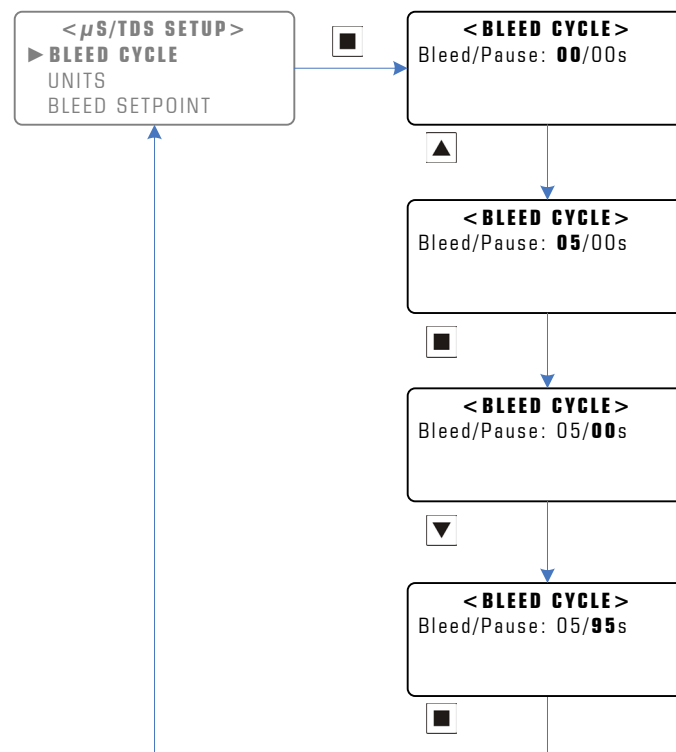 <µS/TDS SETUP>
►BLEED CYCLE
UNITS
BLEED SETPOINT
<BLEED CYCLE>
Bleed/Pause: 00/00s
<BLEED CYCLE>
Bleed/Pause: 05/00s
<BLEED CYCLE>
Bleed/Pause: 05/00s
<BLEED CYCLE>
Bleed/Pause: 05/95s